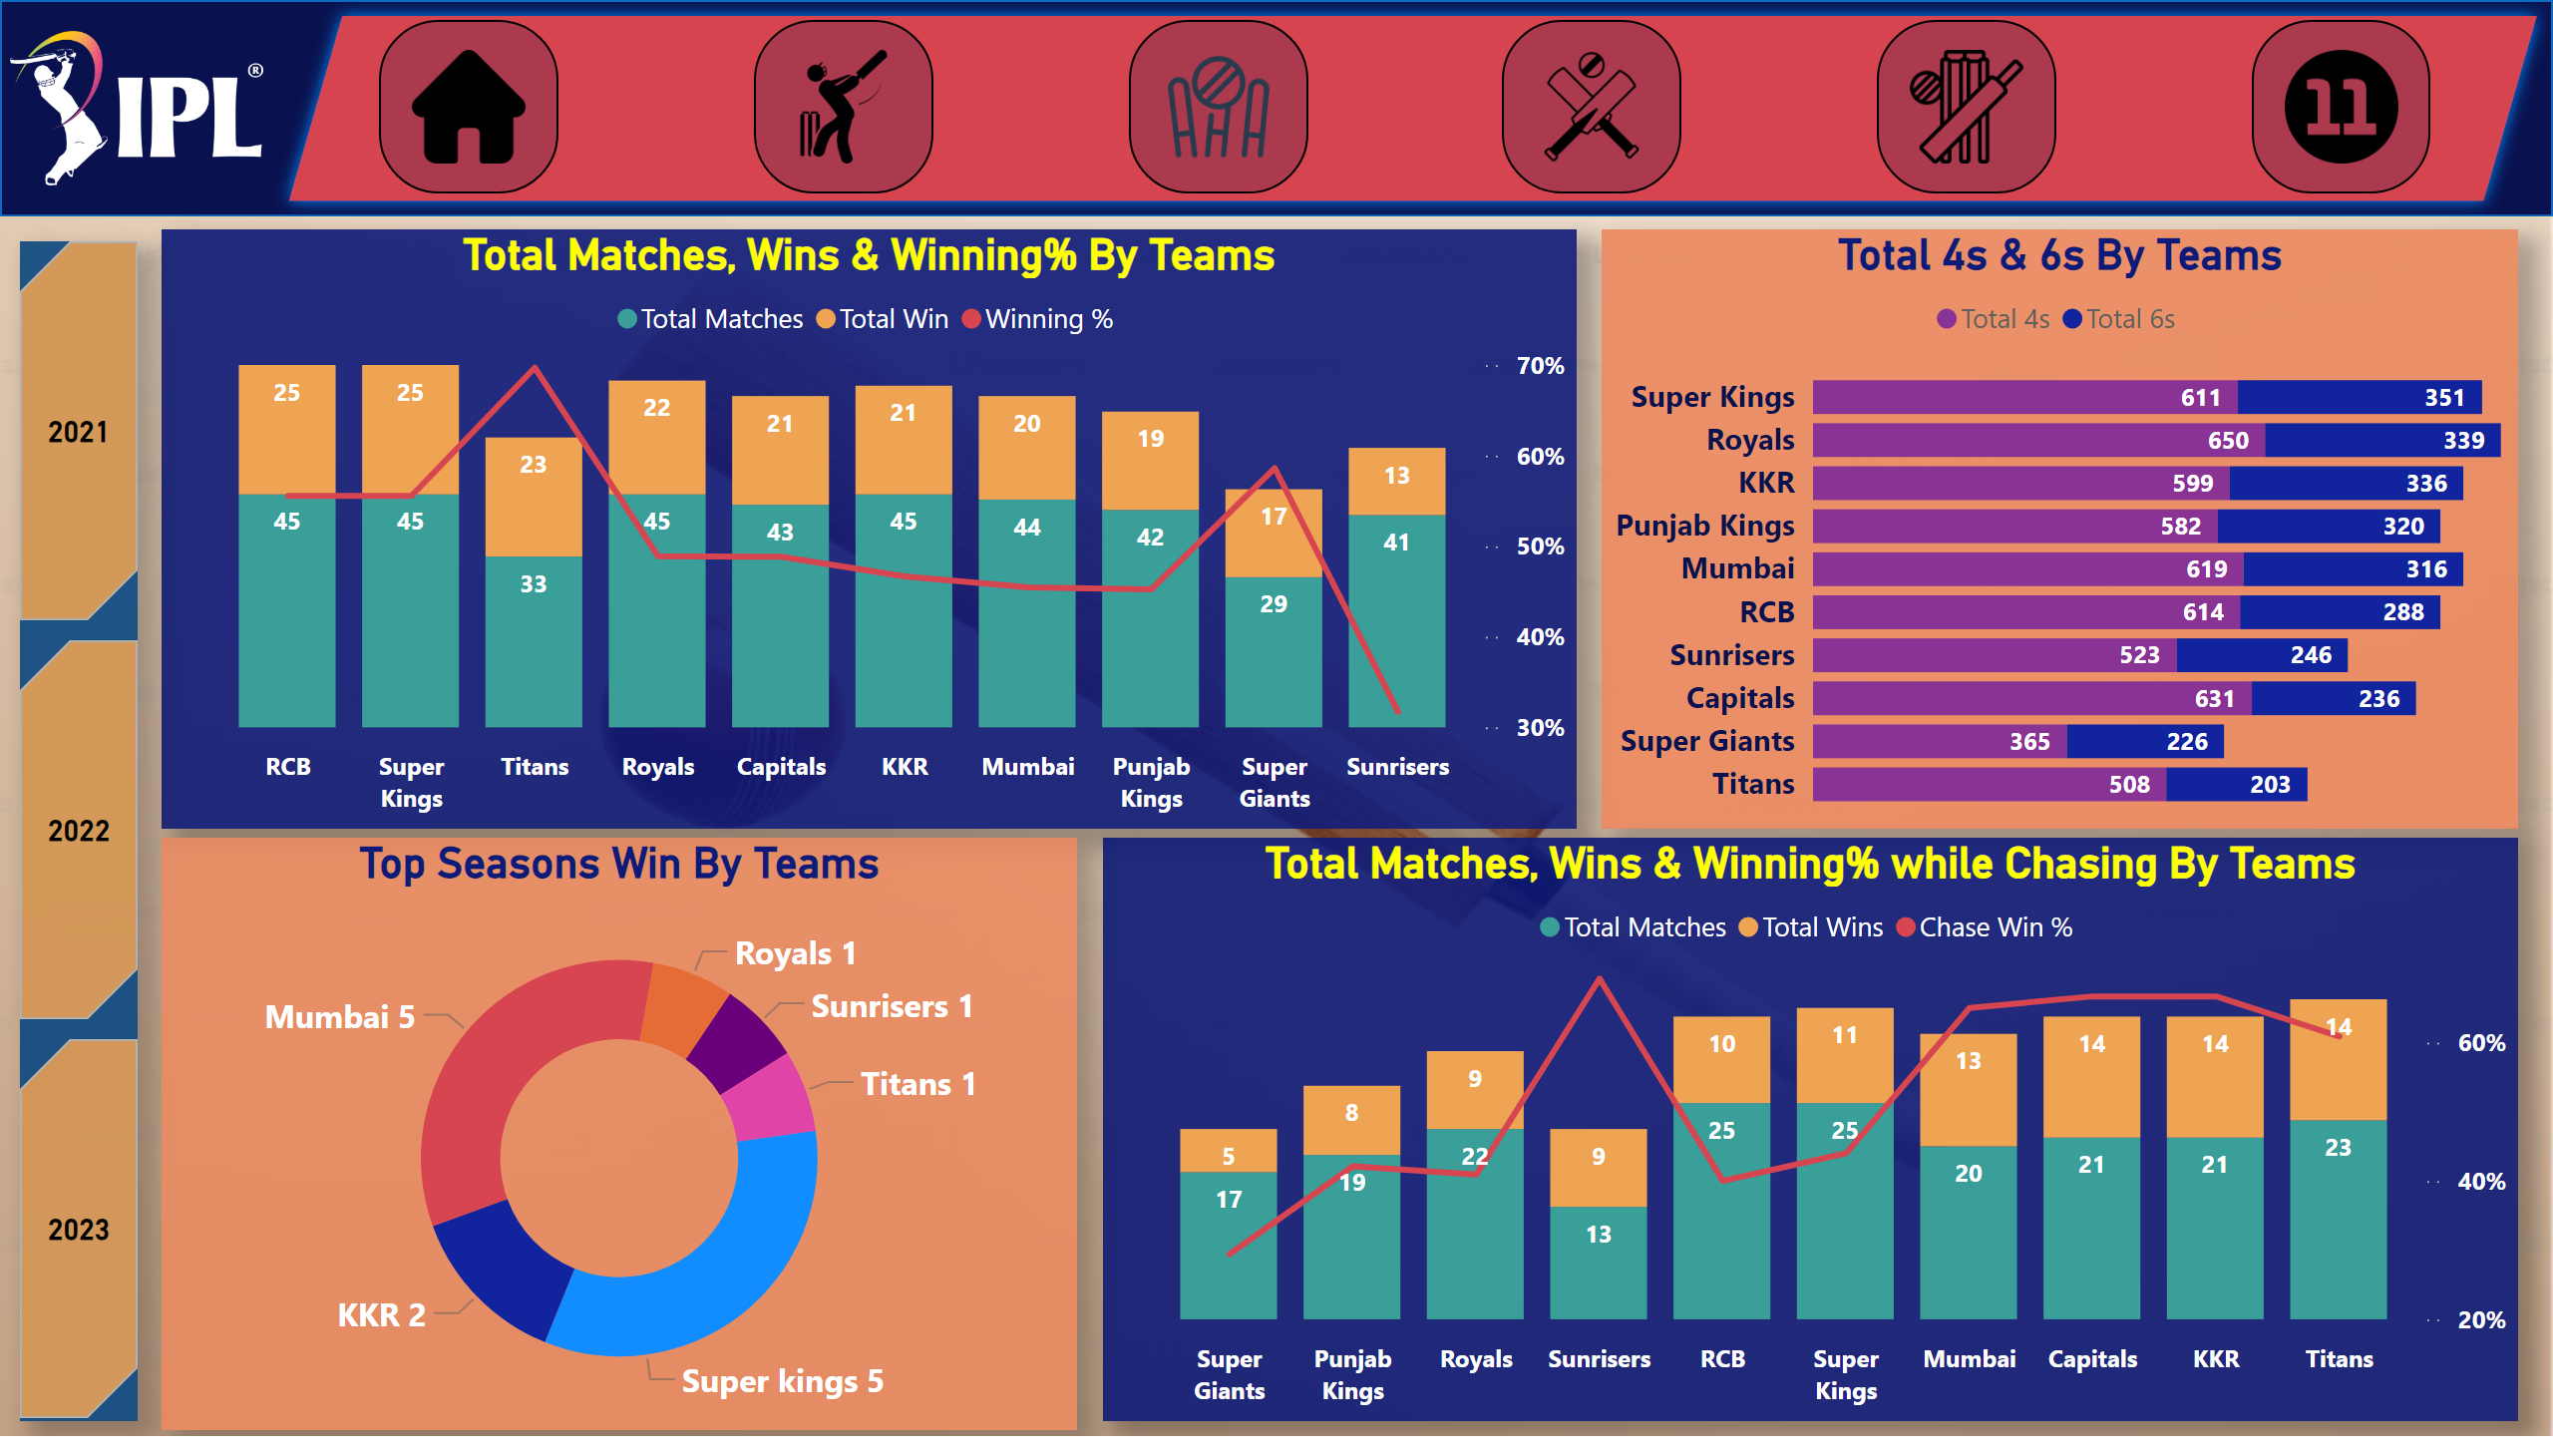 IPL®
11
2021
2022
2023
Total Matches, Wins & Winning% By Teams
Total Matches Total Win Winning %
70%
60%
50%
40%
30%
25 25 23 22 21 21 20 19 17 13
45 45 33 45 43 45 44 42 29 41
RCB Super Kings Titans Royals Capitals KKR Mumbai Punjab Kings Super Giants Sunrisers
Total 4s & 6s By Teams
Total 4s Total 6s
Super Kings 611 351
Royals 650 339
KKR 599 336
Punjab Kings 582 320
Mumbai 619 316
RCB 614 288
Sunrisers 523 246
Capitals 631 236
Super Giants 365 226
Titans 508 203
Top Seasons Win By Teams
Royals 1
Sunrisers 1
Mumbai 5
Titans 1
KKR 2
Super kings 5
Total Matches, Wins & Winning% while Chasing By Teams
Total Matches Total Wins Chase Win %
60%
40%
20%
5 8 9 9 10 11 13 14 14 14
17 19 22 13 25 25 20 21 21 23
Super Giants Punjab Kings Royals Sunrisers RCB Super Kings Mumbai Capitals KKR Titans